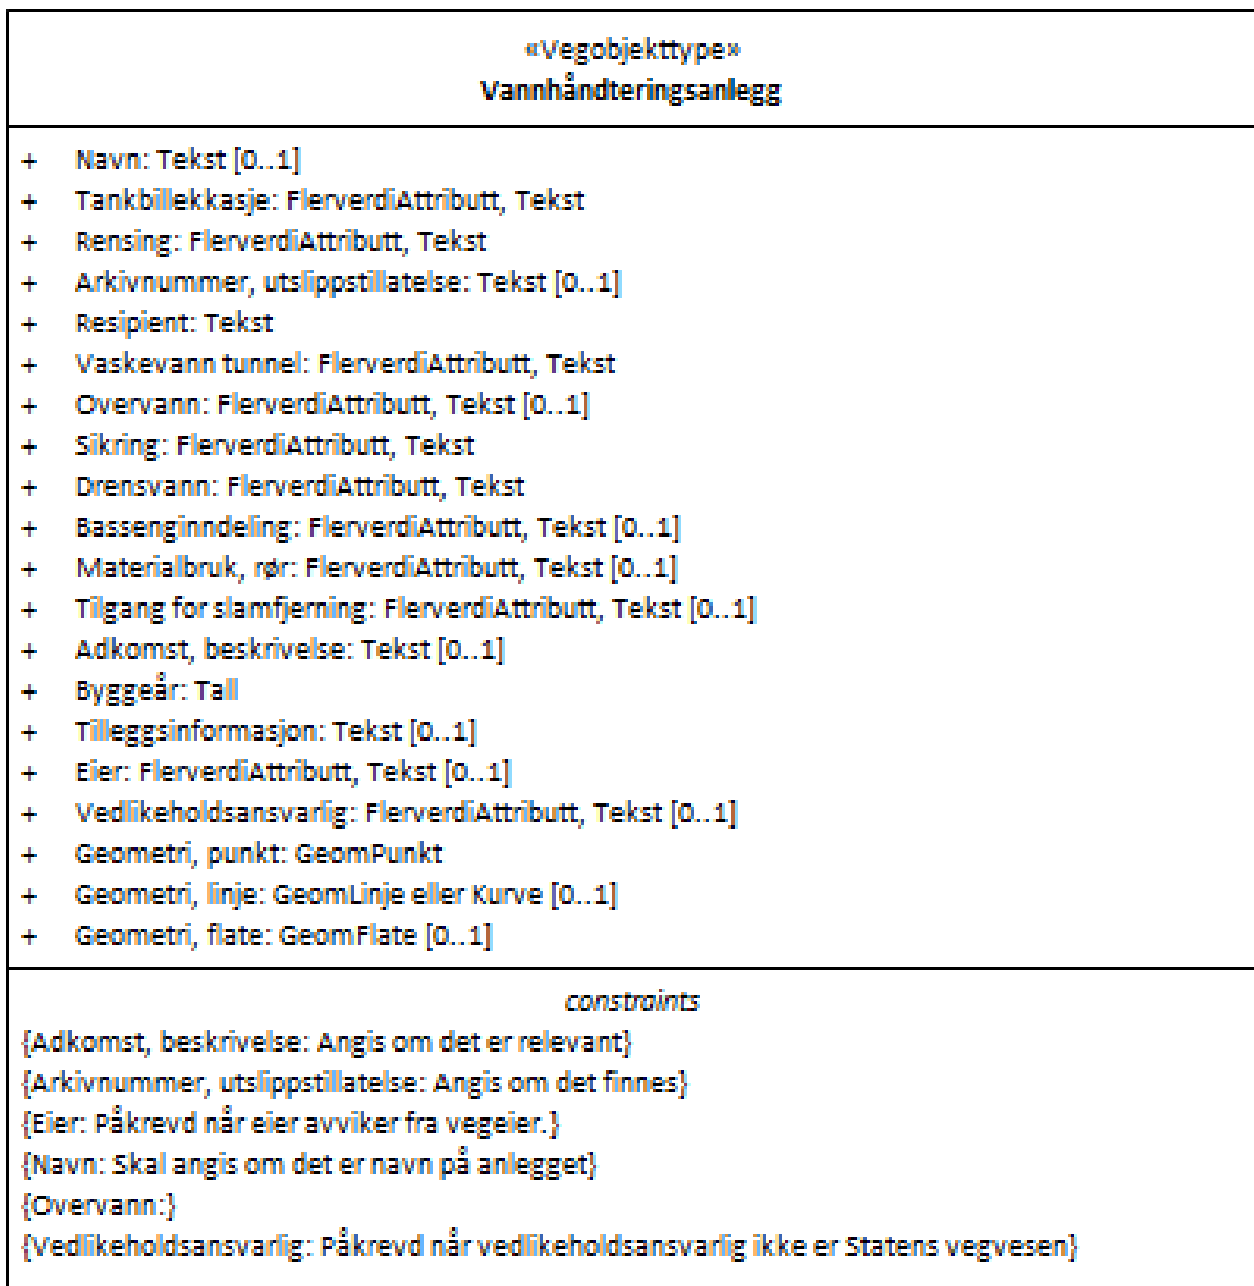 «Vegobjekttype»
Vannhåndteringsanlegg
+ Navn: Tekst [0..1]
+ Tankbillekkasje: FlerverdiAttributt, Tekst
+ Rensing: FlerverdiAttributt, Tekst
+ Arkivnummer, utslippstillatelse: Tekst [0..1]
+ Resipient: Tekst
+ Vaskevann tunnel: FlerverdiAttributt, Tekst
+ Overvann: FlerverdiAttributt, Tekst [0..1]
+ Sikring: FlerverdiAttributt, Tekst
+ Drensvann: FlerverdiAttributt, Tekst
+ Bassenginndeling: FlerverdiAttributt, Tekst [0..1]
+ Materialbruk, rør: FlerverdiAttributt, Tekst [0..1]
+ Tilgang for slamfjerning: FlerverdiAttributt, Tekst [0..1]
+ Adkomst, beskrivelse: Tekst [0..1]
+ Byggeår: Tall
+ Tilleggsinformasjon: Tekst [0..1]
+ Eier: FlerverdiAttributt, Tekst [0..1]
+ Vedlikeholdsansvarlig: FlerverdiAttributt, Tekst [0..1]
+ Geometri, punkt: GeomPunkt
+ Geometri, linje: GeomLinje eller Kurve [0..1]
+ Geometri, flate: GeomFlate [0..1]
constraints
{Adkomst, beskrivelse: Angis om det er relevant}
{Arkivnummer, utslippstillatelse: Angis om det finnes}
{Eier: Påkrevd når eier avviker fra vegeier.}
{Navn: Skal angis om det er navn på anlegget}
{Overvann:}
{Vedlikeholdsansvarlig: Påkrevd når vedlikeholdsansvarlig ikke er Statens vegvesen}